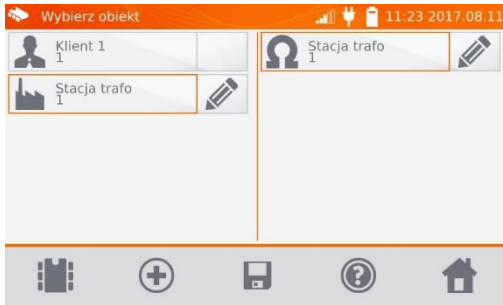 Wybierz obiekt
11:23 2017.08.11
Klient 1
1
Stacja trafo
1
Stacja trafo
1